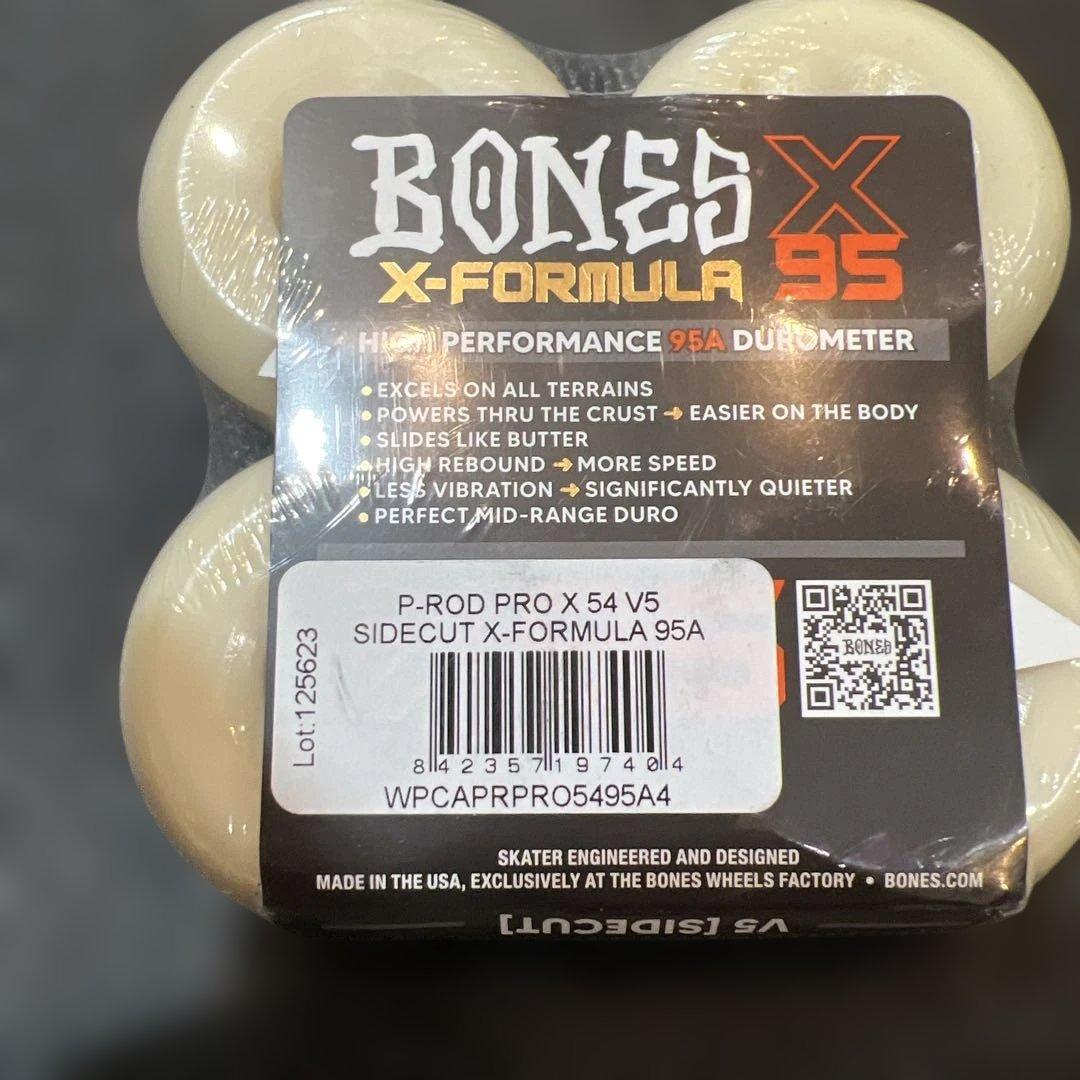 BONES X
X-FORMULA 95
HIGH PERFORMANCE 95A DUROMETER
• EXCELS ON ALL TERRAINS
• POWERS THRU THE CRUST → EASIER ON THE BODY
• SLIDES LIKE BUTTER
• HIGH REBOUND → MORE SPEED
• LESS VIBRATION → SIGNIFICANTLY QUIETER
• PERFECT MID-RANGE DURO
P-ROD PRO X 54 V5
SIDECUT X-FORMULA 95A
Lot:125623
8 42357 19740 4
WPCAPRPRO5495A4
BONES
SKATER ENGINEERED AND DESIGNED
MADE IN THE USA, EXCLUSIVELY AT THE BONES WHEELS FACTORY • BONES.COM
V5 [SIDECUT]